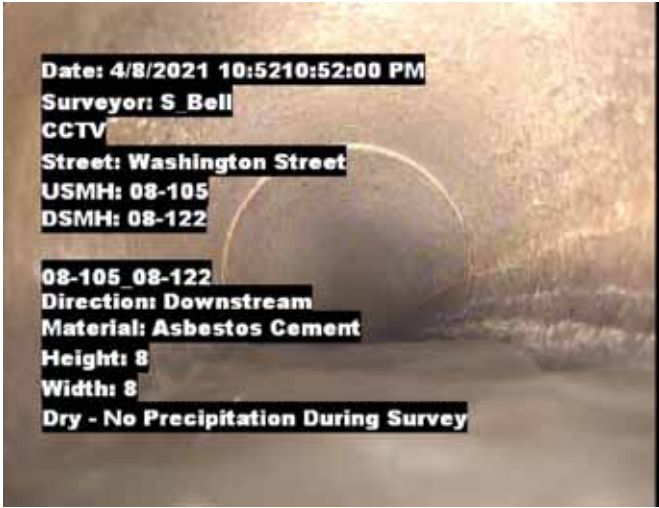 Date: 4/8/2021 10:5210:52:00 PM
Surveyor: S_Bell
CCTV
Street: Washington Street
USMH: 08-105
DSMH: 08-122
08-105_08-122
Direction: Downstream
Material: Asbestos Cement
Height: 8
Width: 8
Dry - No Precipitation During Survey